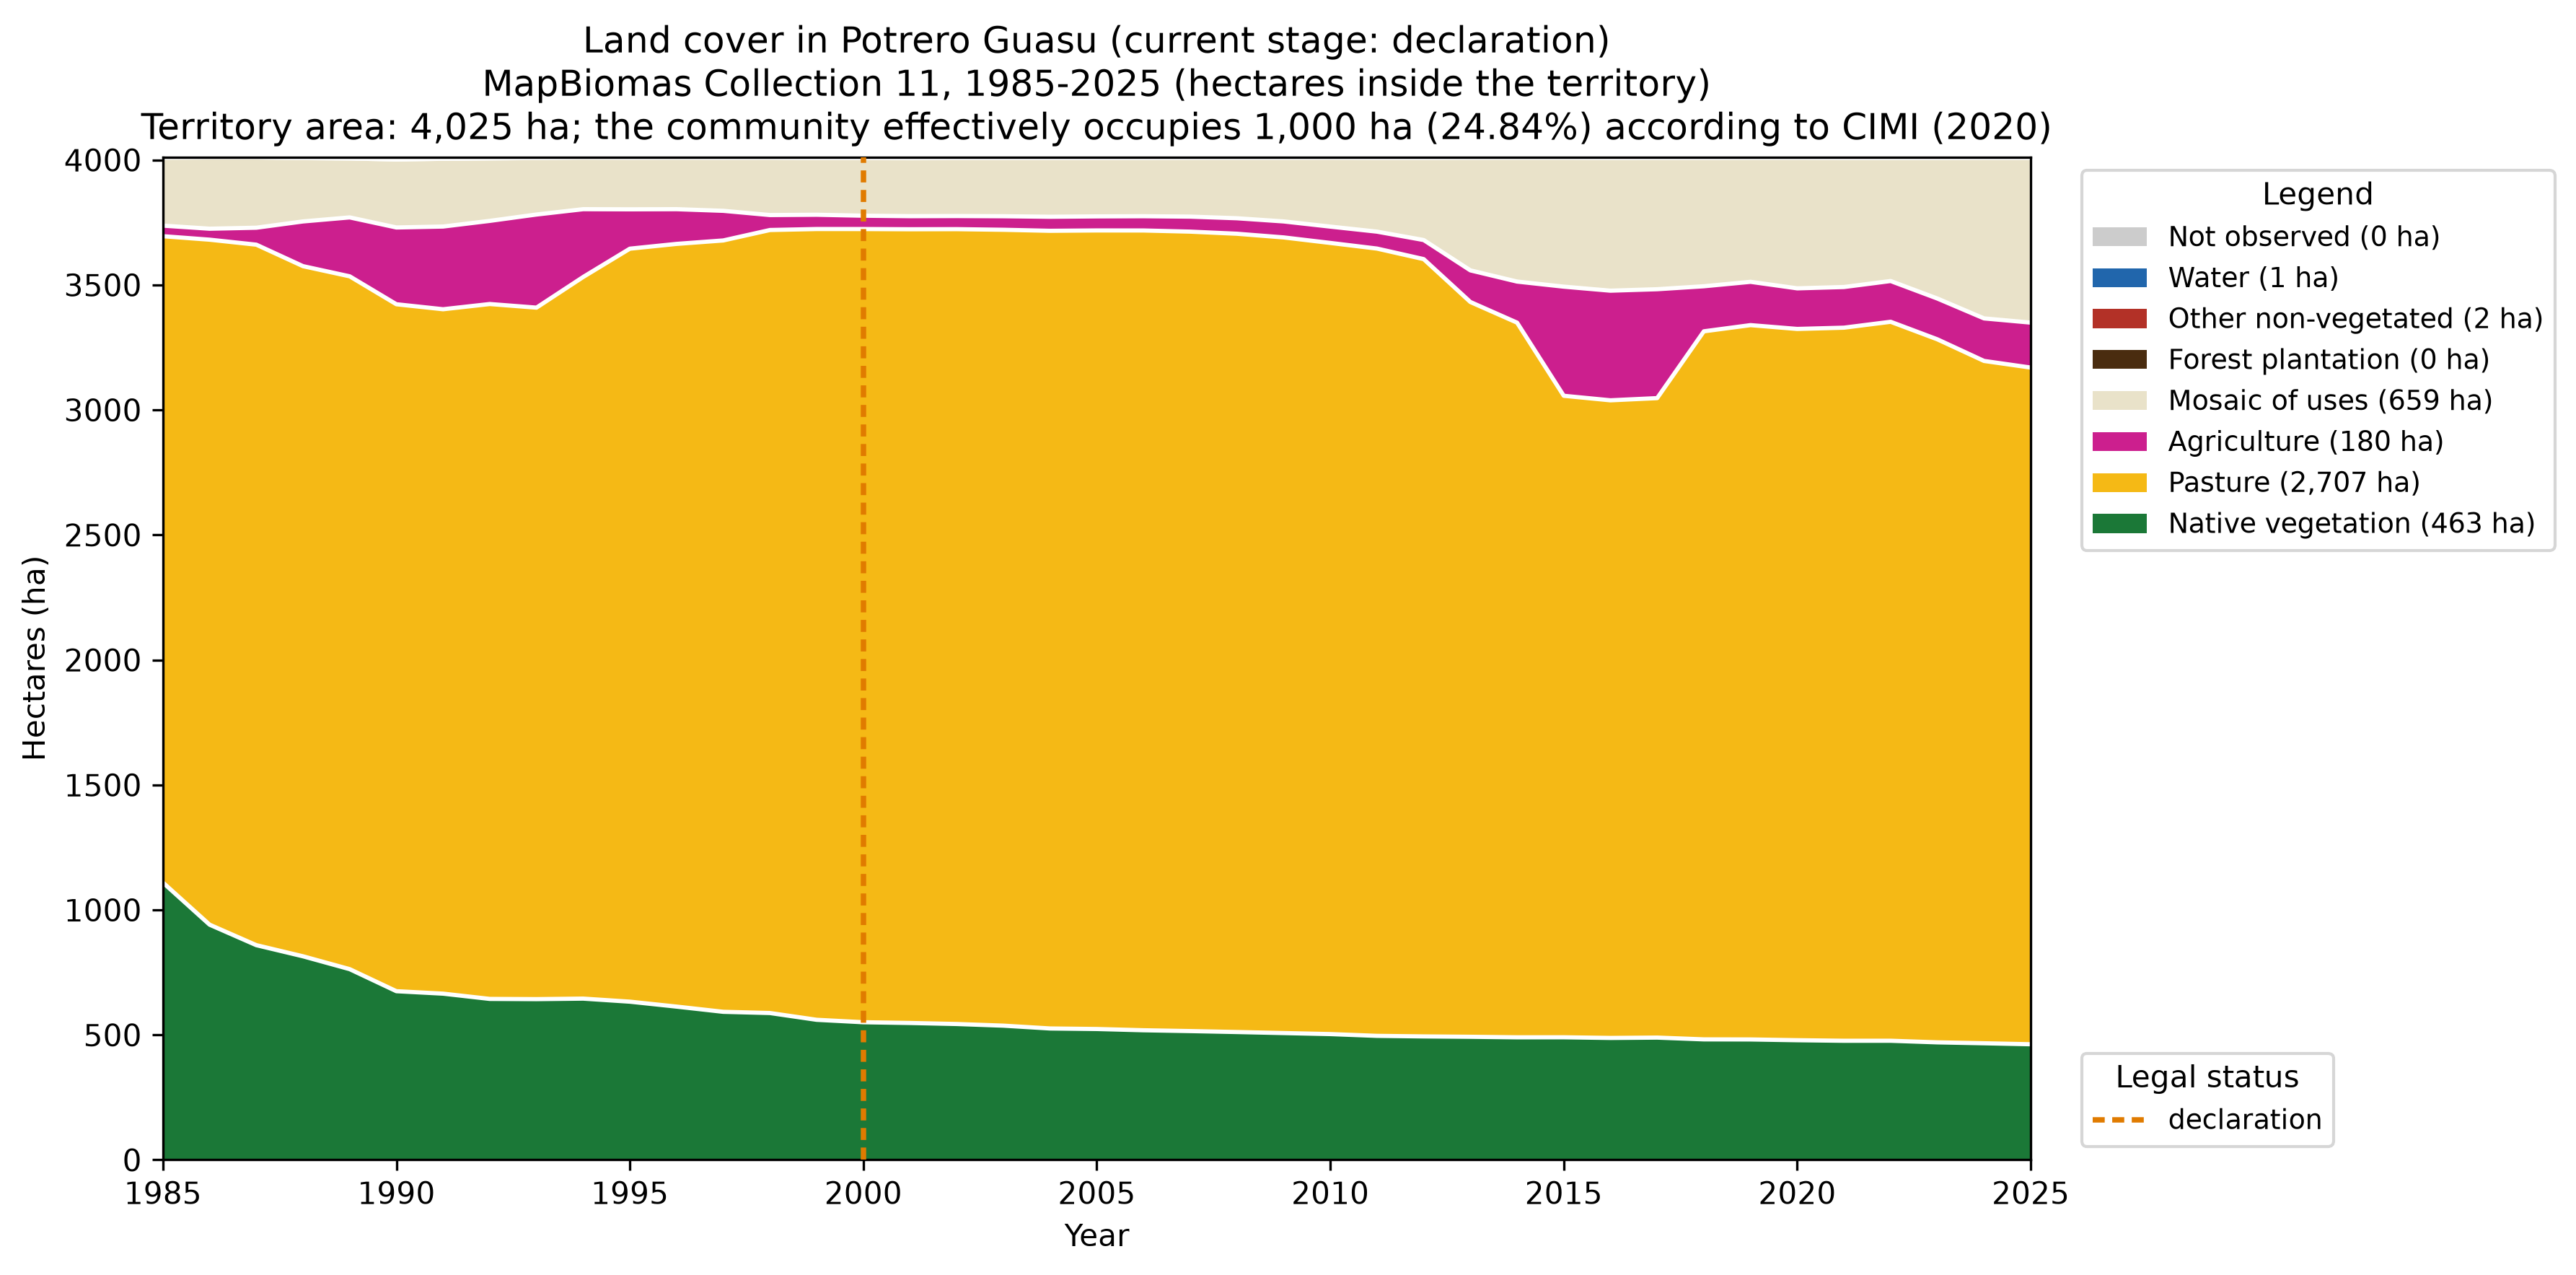 Land cover in Potrero Guasu (current stage: declaration)
MapBiomas Collection 11, 1985-2025 (hectares inside the territory)
Territory area: 4,025 ha; the community effectively occupies 1,000 ha (24.84%) according to CIMI (2020)
4000
3500
3000
2500
2000
1500
1000
500
0
Hectares (ha)
1985 1990 1995 2000 2005 2010 2015 2020 2025
Year
Legend
Not observed (0 ha)
Water (1 ha)
Other non-vegetated (2 ha)
Forest plantation (0 ha)
Mosaic of uses (659 ha)
Agriculture (180 ha)
Pasture (2,707 ha)
Native vegetation (463 ha)
Legal status
declaration